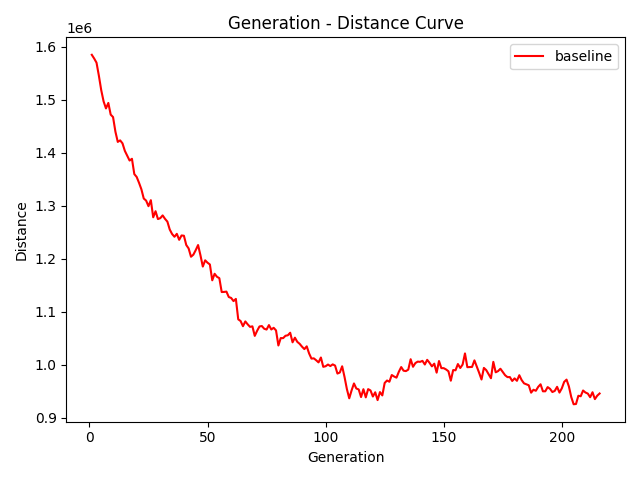 Generation - Distance Curve
1e6
baseline
1.6
1.5
1.4
1.3
1.2
1.1
1.0
0.9
Distance
0 50 100 150 200
Generation